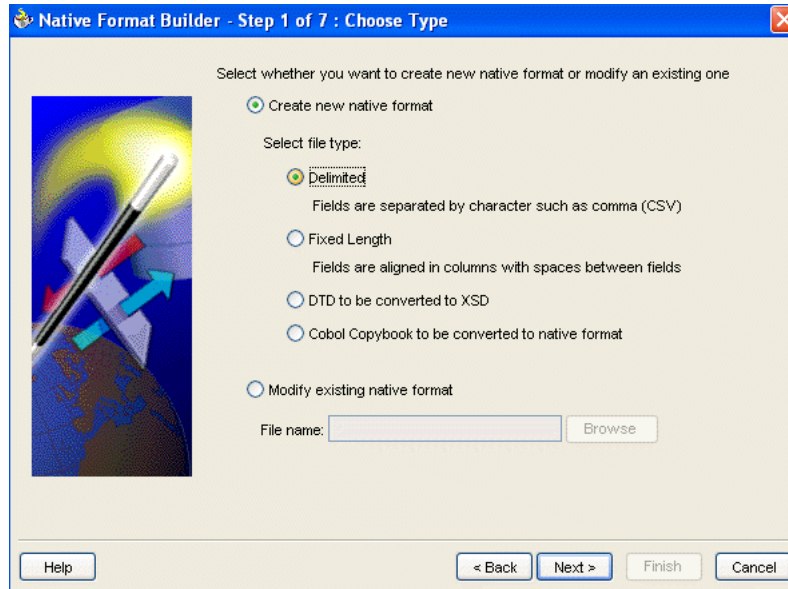 Native Format Builder - Step 1 of 7 : Choose Type
Select whether you want to create new native format or modify an existing one
Create new native format
Select file type:
Delimited
Fields are separated by character such as comma (CSV)
Fixed Length
Fields are aligned in columns with spaces between fields
DTD to be converted to XSD
Cobol Copybook to be converted to native format
Modify existing native format
File name: Browse
Help < Back Next > Finish Cancel